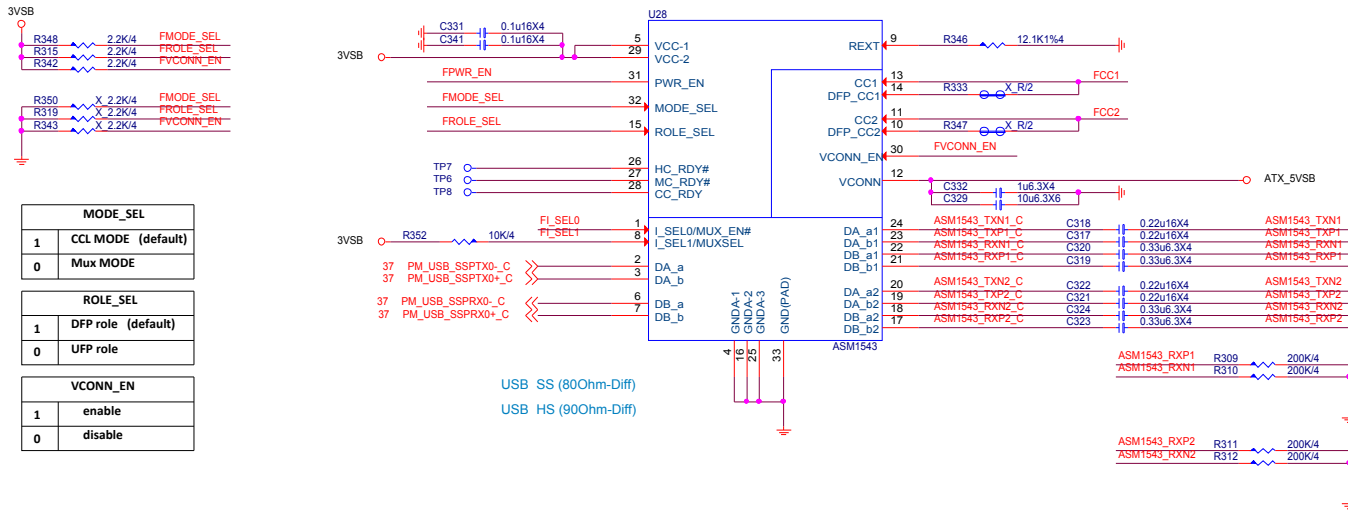 3VSB
R348 2.2K/4 FMODE_SEL
R315 2.2K/4 FROLE_SEL
R342 2.2K/4 FVCONN_EN
R350 X_2.2K/4 FMODE_SEL
R319 X_2.2K/4 FROLE_SEL
R343 X_2.2K/4 FVCONN_EN
MODE_SEL
1 CCL MODE (default)
0 Mux MODE
ROLE_SEL
1 DFP role (default)
0 UFP role
VCONN_EN
1 enable
0 disable
C331 0.1u16X4
C341 0.1u16X4
3VSB
FPWR_EN
FMODE_SEL
FROLE_SEL
TP7
TP6
TP8
FI_SEL0
3VSB R352 10K/4 FI_SEL1
37 PM_USB_SSPTX0-_C
37 PM_USB_SSPTX0+_C
37 PM_USB_SSPRX0-_C
37 PM_USB_SSPRX0+_C
U28
5 VCC-1
29 VCC-2
31 PWR_EN
32 MODE_SEL
15 ROLE_SEL
26 HC_RDY#
27 MC_RDY#
28 CC_RDY
1 I_SEL0/MUX_EN#
8 I_SEL1/MUXSEL
2 DA_a
3 DA_b
6 DB_a
7 DB_b
GNDA-1 4
GNDA-2 16
GNDA-3 25
GND(PAD) 33
ASM1543
REXT 9 R346 12.1K1%4
CC1 13 FCC1
DFP_CC1 14 R333 X_R/2
CC2 11 FCC2
DFP_CC2 10 R347 X_R/2
VCONN_EN 30 FVCONN_EN
VCONN 12 ATX_5VSB
C332 1u6.3X4
C329 10u6.3X6
DA_a1 24 ASM1543_TXN1_C C318 0.22u16X4 ASM1543_TXN1
DA_b1 23 ASM1543_TXP1_C C317 0.22u16X4 ASM1543_TXP1
DB_a1 22 ASM1543_RXN1_C C320 0.33u6.3X4 ASM1543_RXN1
DB_b1 21 ASM1543_RXP1_C C319 0.33u6.3X4 ASM1543_RXP1
DA_a2 20 ASM1543_TXN2_C C322 0.22u16X4 ASM1543_TXN2
DA_b2 19 ASM1543_TXP2_C C321 0.22u16X4 ASM1543_TXP2
DB_a2 18 ASM1543_RXN2_C C324 0.33u6.3X4 ASM1543_RXN2
DB_b2 17 ASM1543_RXP2_C C323 0.33u6.3X4 ASM1543_RXP2
USB SS (80Ohm-Diff)
USB HS (90Ohm-Diff)
ASM1543_RXP1 R309 200K/4
ASM1543_RXN1 R310 200K/4
ASM1543_RXP2 R311 200K/4
ASM1543_RXN2 R312 200K/4